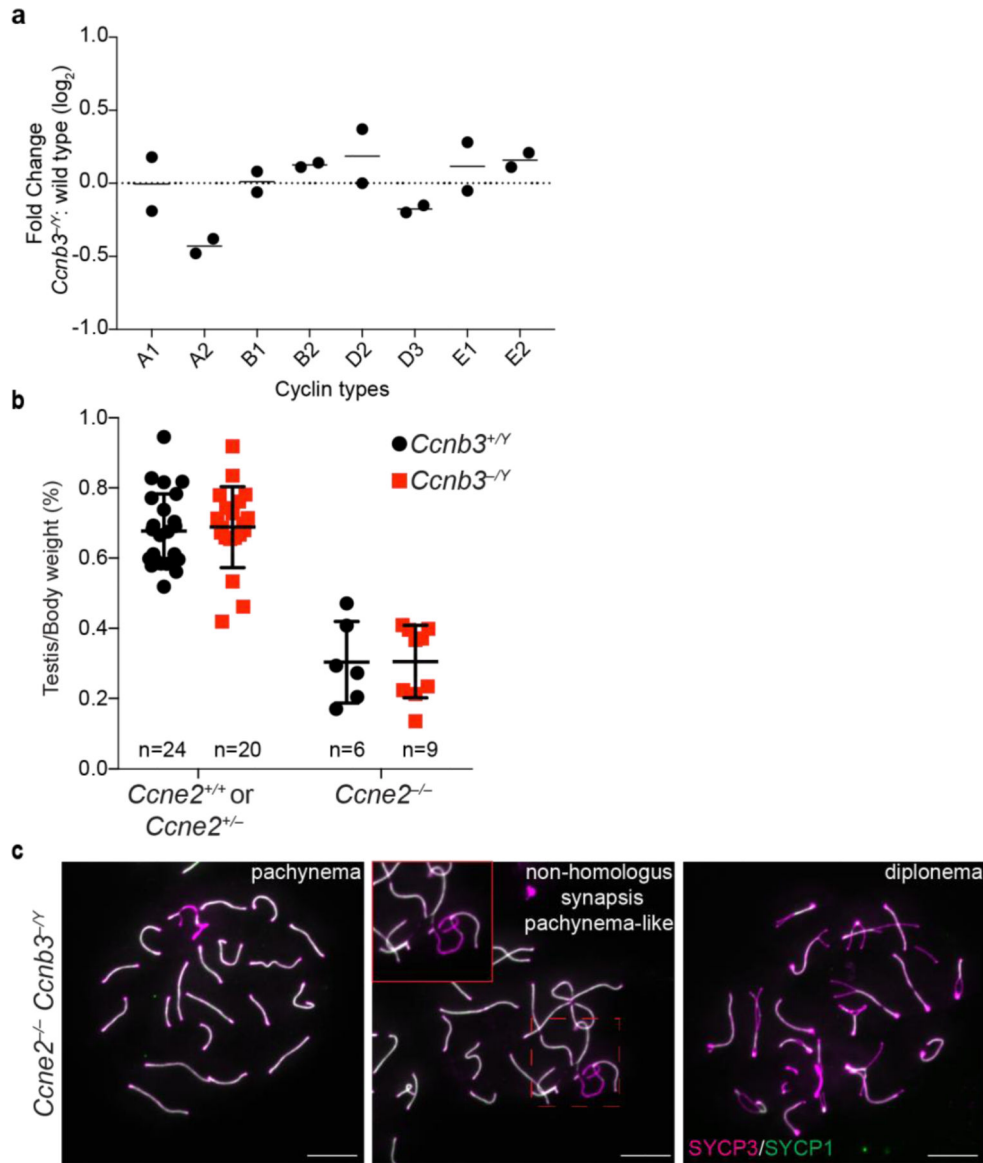 a
1.0
0.5
0.0
-0.5
-1.0
Fold Change
Ccnb3⁻/ʸ: wild type (log₂)
A1
A2
B1
B2
D2
D3
E1
E2
Cyclin types
b
1.0
0.8
0.6
0.4
0.2
0.0
Testis/Body weight (%)
Ccnb3⁺/ʸ
Ccnb3⁻/ʸ
n=24
n=20
n=6
n=9
Ccne2⁺/⁺ or
Ccne2⁺/⁻
Ccne2⁻/⁻
c
Ccne2⁻/⁻ Ccnb3⁻/ʸ
pachynema
non-homologus
synapsis
pachynema-like
diplonema
SYCP3/SYCP1